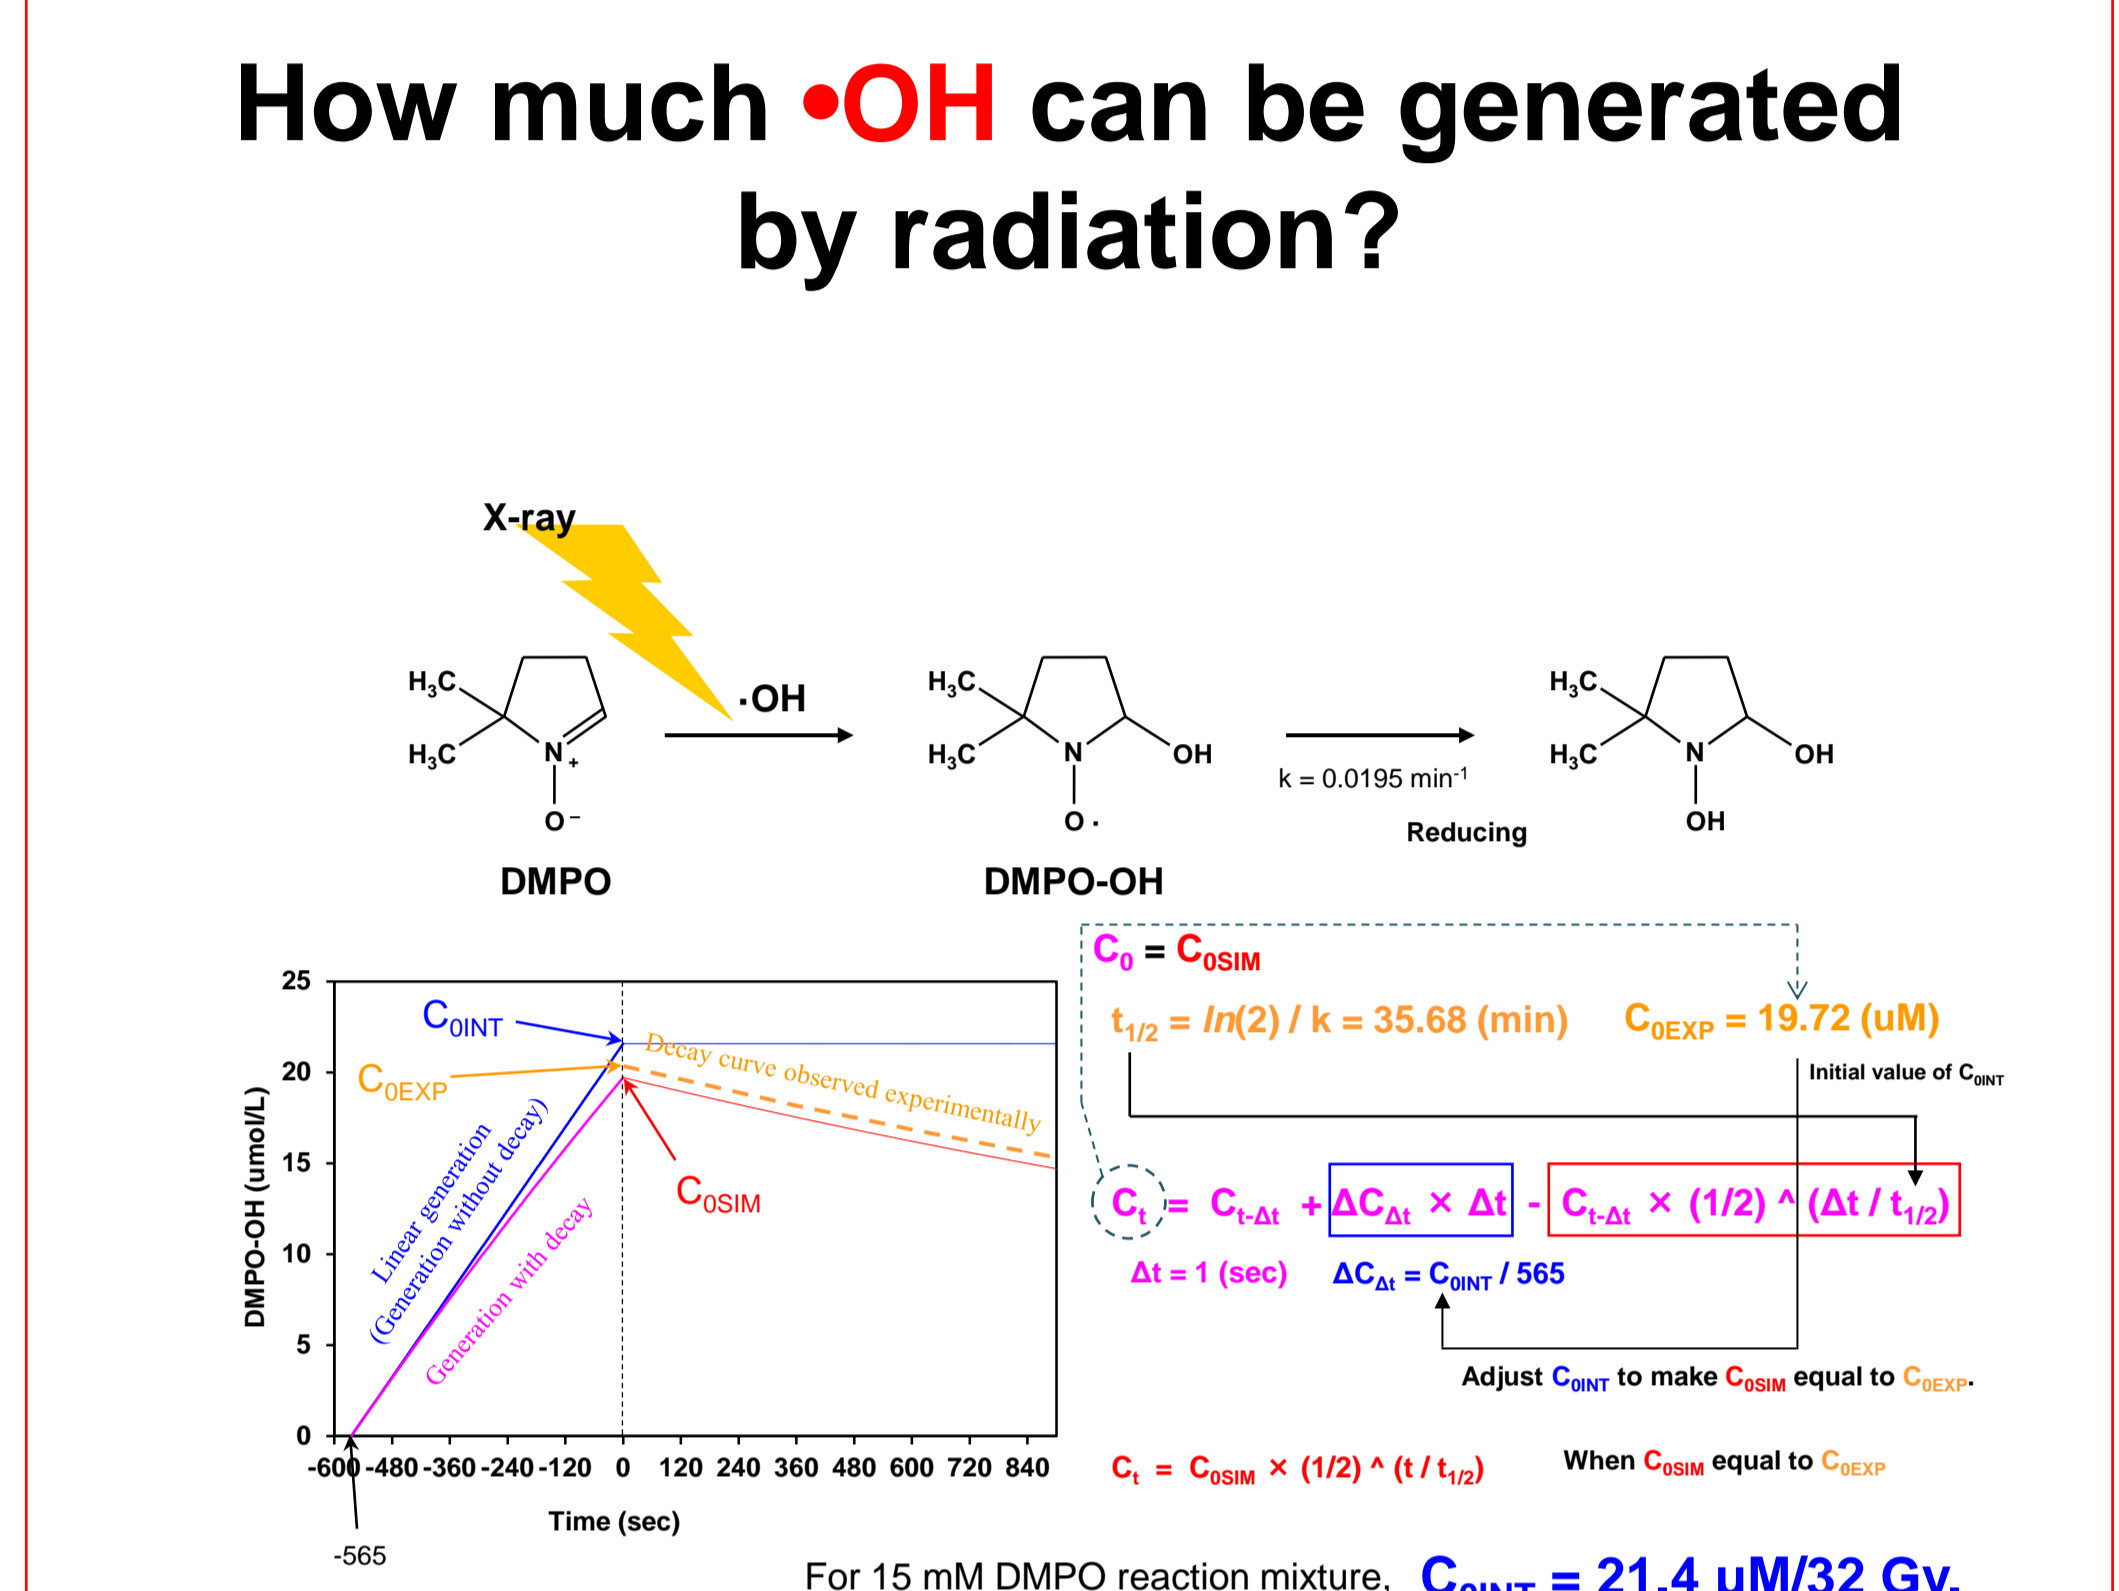 How much •OH can be generated
by radiation?
X-ray
·OH
H3C
H3C
N+
O−
DMPO
H3C
H3C
N
OH
O·
DMPO-OH
k = 0.0195 min-1
Reducing
H3C
H3C
N
OH
OH
DMPO-OH (umol/L)
25
20
15
10
5
0
-600 -480 -360 -240 -120 0 120 240 360 480 600 720 840
Time (sec)
-565
C0INT
C0EXP
C0SIM
Decay curve observed experimentally
Linear generation
(Generation without decay)
Generation with decay
C0 = C0SIM
t1/2 = ln(2) / k = 35.68 (min)
C0EXP = 19.72 (uM)
Initial value of C0INT
Ct = Ct-Δt + ΔCΔt × Δt - Ct-Δt × (1/2) ^ (Δt / t1/2)
Δt = 1 (sec)
ΔCΔt = C0INT / 565
Adjust C0INT to make C0SIM equal to C0EXP.
Ct = C0SIM × (1/2) ^ (t / t1/2)
When C0SIM equal to C0EXP
For 15 mM DMPO reaction mixture, C0INT = 21.4 uM/32 Gy.